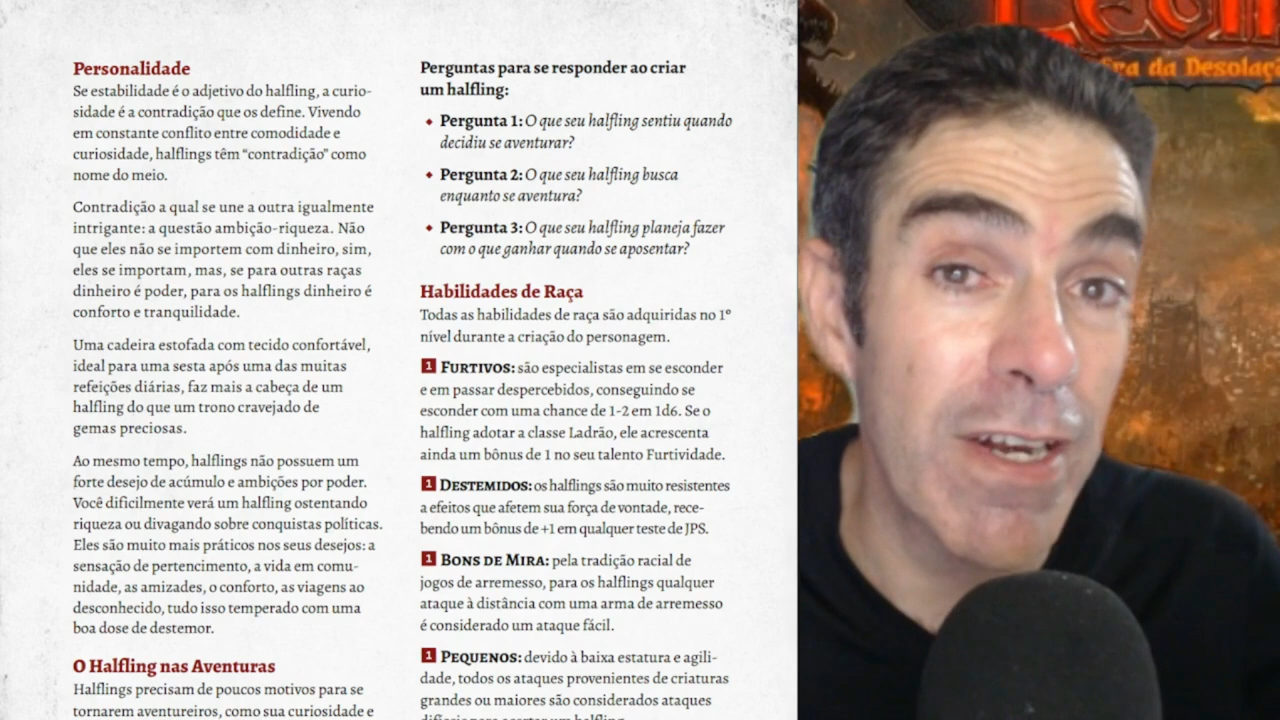 Personalidade
Se estabilidade é o adjetivo do halfling, a curio-
sidade é a contradição que os define. Vivendo
em constante conflito entre comodidade e
curiosidade, halflings têm “contradição” como
nome do meio.
Contradição a qual se une a outra igualmente
intrigante: a questão ambição-riqueza. Não
que eles não se importem com dinheiro, sim,
eles se importam, mas, se para outras raças
dinheiro é poder, para os halflings dinheiro é
conforto e tranquilidade.
Uma cadeira estofada com tecido confortável,
ideal para uma sesta após uma das muitas
refeições diárias, faz mais a cabeça de um
halfling do que um trono cravejado de
gemas preciosas.
Ao mesmo tempo, halflings não possuem um
forte desejo de acúmulo e ambições por poder.
Você dificilmente verá um halfling ostentando
riqueza ou divagando sobre conquistas políticas.
Eles são muito mais práticos nos seus desejos: a
sensação de pertencimento, a vida em comu-
nidade, as amizades, o conforto, as viagens ao
desconhecido, tudo isso temperado com uma
boa dose de destemor.
O Halfling nas Aventuras
Halflings precisam de poucos motivos para se
tornarem aventureiros, como sua curiosidade e
Perguntas para se responder ao criar
um halfling:
Pergunta 1: O que seu halfling sentiu quando
decidiu se aventurar?
Pergunta 2: O que seu halfling busca
enquanto se aventura?
Pergunta 3: O que seu halfling planeja fazer
com o que ganhar quando se aposentar?
Habilidades de Raça
Todas as habilidades de raça são adquiridas no 1º
nível durante a criação do personagem.
1 FURTIVOS: são especialistas em se esconder
e em passar despercebidos, conseguindo se
esconder com uma chance de 1-2 em 1d6. Se o
halfling adotar a classe Ladrão, ele acrescenta
ainda um bônus de 1 no seu talento Furtividade.
1 DESTEMIDOS: os halflings são muito resistentes
a efeitos que afetem sua força de vontade, rece-
bendo um bônus de +1 em qualquer teste de JPS.
1 BONS DE MIRA: pela tradição racial de
jogos de arremesso, para os halflings qualquer
ataque à distância com uma arma de arremesso
é considerado um ataque fácil.
1 PEQUENOS: devido à baixa estatura e agili-
dade, todos os ataques provenientes de criaturas
grandes ou maiores são considerados ataques
difíceis para acertar um halfling.
da Desolaç